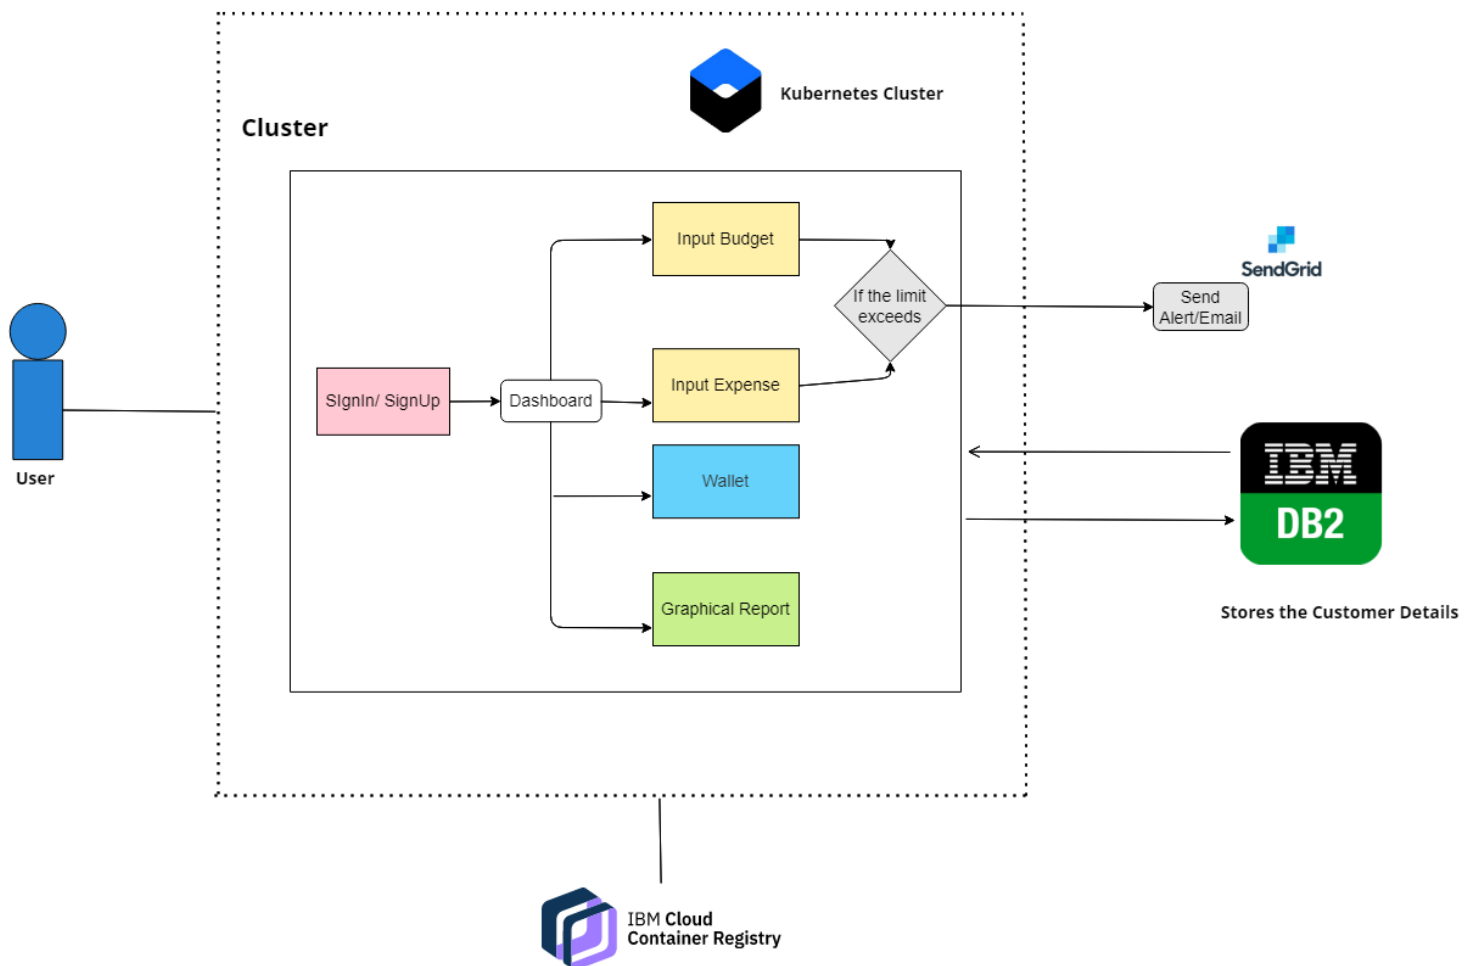 Kubernetes Cluster
Cluster
Input Budget
If the limit
exceeds
SendGrid
Send
Alert/Email
Input Expense
SIgnIn/ SignUp
Dashboard
User
Wallet
IBM
DB2
Graphical Report
Stores the Customer Details
IBM Cloud
Container Registry